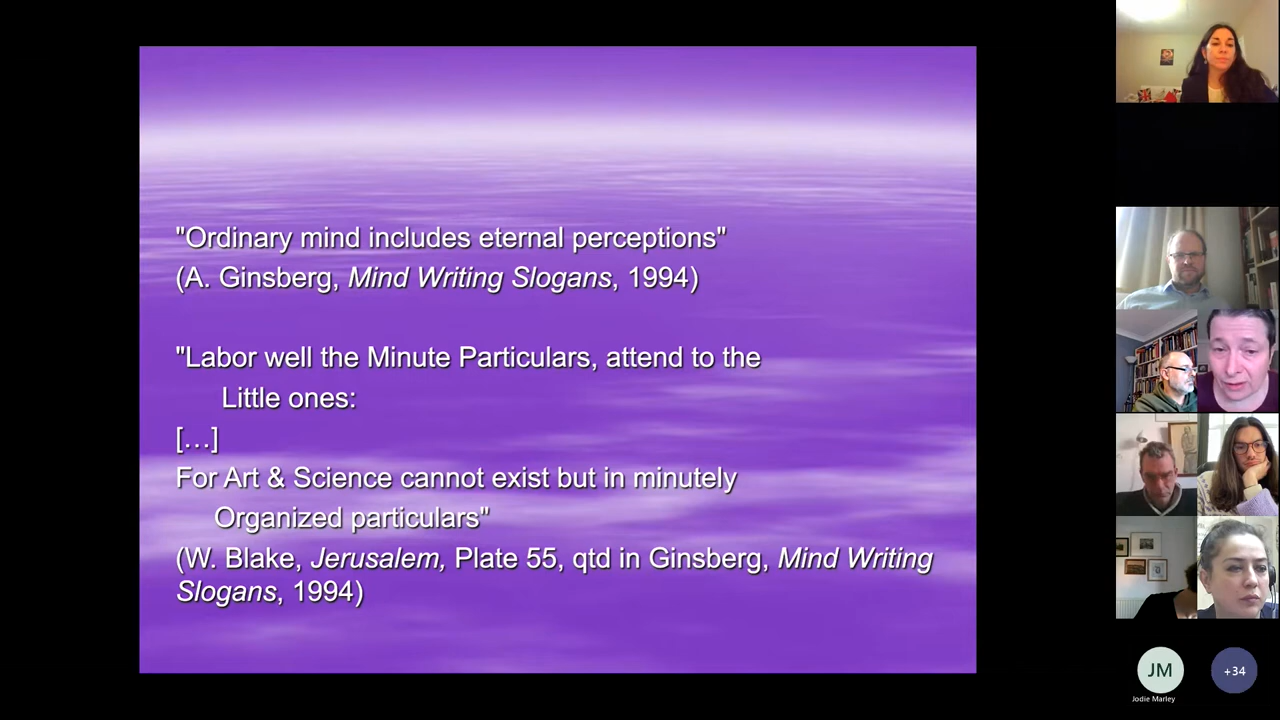 "Ordinary mind includes eternal perceptions"
(A. Ginsberg, Mind Writing Slogans, 1994)
"Labor well the Minute Particulars, attend to the
Little ones:
[…]
For Art & Science cannot exist but in minutely
Organized particulars"
(W. Blake, Jerusalem, Plate 55, qtd in Ginsberg, Mind Writing
Slogans, 1994)
JM
Jodie Marley
+34